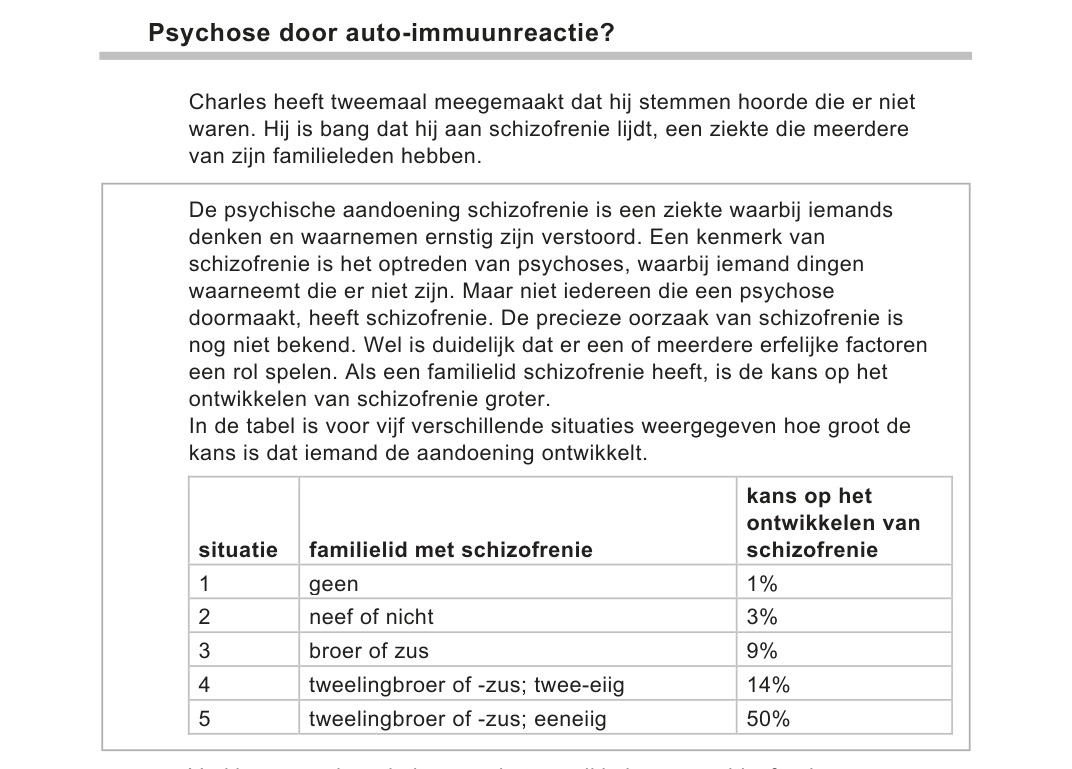 Psychose door auto-immuunreactie?
Charles heeft tweemaal meegemaakt dat hij stemmen hoorde die er niet
waren. Hij is bang dat hij aan schizofrenie lijdt, een ziekte die meerdere
van zijn familieleden hebben.
De psychische aandoening schizofrenie is een ziekte waarbij iemands
denken en waarnemen ernstig zijn verstoord. Een kenmerk van
schizofrenie is het optreden van psychoses, waarbij iemand dingen
waarneemt die er niet zijn. Maar niet iedereen die een psychose
doormaakt, heeft schizofrenie. De precieze oorzaak van schizofrenie is
nog niet bekend. Wel is duidelijk dat er een of meerdere erfelijke factoren
een rol spelen. Als een familielid schizofrenie heeft, is de kans op het
ontwikkelen van schizofrenie groter.
In de tabel is voor vijf verschillende situaties weergegeven hoe groot de
kans is dat iemand de aandoening ontwikkelt.
kans op het
ontwikkelen van
situatie familielid met schizofrenie schizofrenie
1 geen 1%
2 neef of nicht 3%
3 broer of zus 9%
4 tweelingbroer of -zus; twee-eiig 14%
5 tweelingbroer of -zus; eeneiig 50%